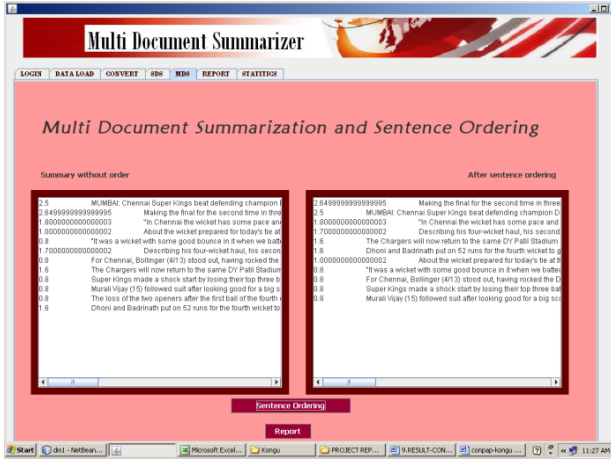 Multi Document Summarizer
LOGIN DATA LOAD CONVERT SDS MDS REPORT STATITICS
Multi Document Summarization and Sentence Ordering
Summary without order
2.5 MUMBAI: Chennai Super Kings beat defending champion
2.6499999999999995 Making the final for the second time in thre
1.8000000000000003 "In Chennai the wicket has some pace and
1.0000000000000002 About the wicket prepared for today's tie at t
0.8 "It was a wicket with some good bounce in it when we batt
1.7000000000000002 Describing his four-wicket haul, his secon
0.8 For Chennai, Bollinger (4/13) stood out, having rocked the
1.6 The Chargers will now return to the same DY Patil Stadium
0.8 Super Kings made a shock start by losing their top three b
0.8 Murali Vijay (15) followed suit after looking good for a big s
0.8 The loss of the two openers after the first ball of the fourth
1.6 Dhoni and Badrinath put on 52 runs for the fourth wicket to
After sentence ordering
2.6499999999999995 Making the final for the second time in three
2.5 MUMBAI: Chennai Super Kings beat defending champion D
1.8000000000000003 "In Chennai the wicket has some pace and
1.7000000000000002 Describing his four-wicket haul, his second
1.6 The Chargers will now return to the same DY Patil Stadium
1.6 Dhoni and Badrinath put on 52 runs for the fourth wicket to g
1.0000000000000002 About the wicket prepared for today's tie at th
0.8 "It was a wicket with some good bounce in it when we batte
0.8 For Chennai, Bollinger (4/13) stood out, having rocked the D
0.8 Super Kings made a shock start by losing their top three bat
0.8 Murali Vijay (15) followed suit after looking good for a big sco
Sentence Ordering
Report
Start dm1 - NetBean... Microsoft Excel... Kongu PROJECT REP... 9.RESULT-CON... conpap-kongu ... 11:27 AM